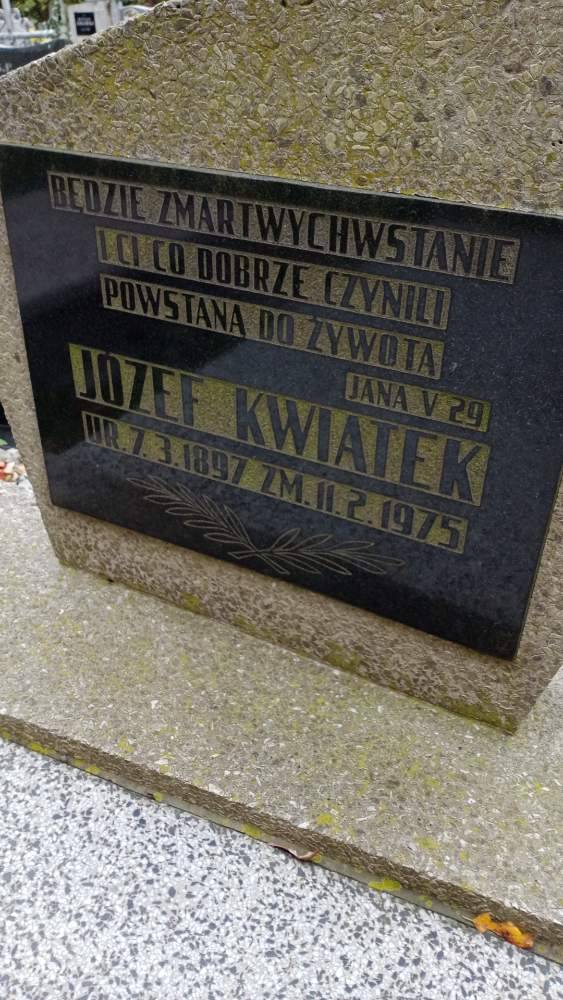 BĘDZIE ZMARTWYCHWSTANIE
I CI CO DOBRZE CZYNILI
POWSTANĄ DO ŻYWOTA
JANA V 29
JÓZEF KWIATEK
UR. 7.3.1897 ZM. 11.2.1975